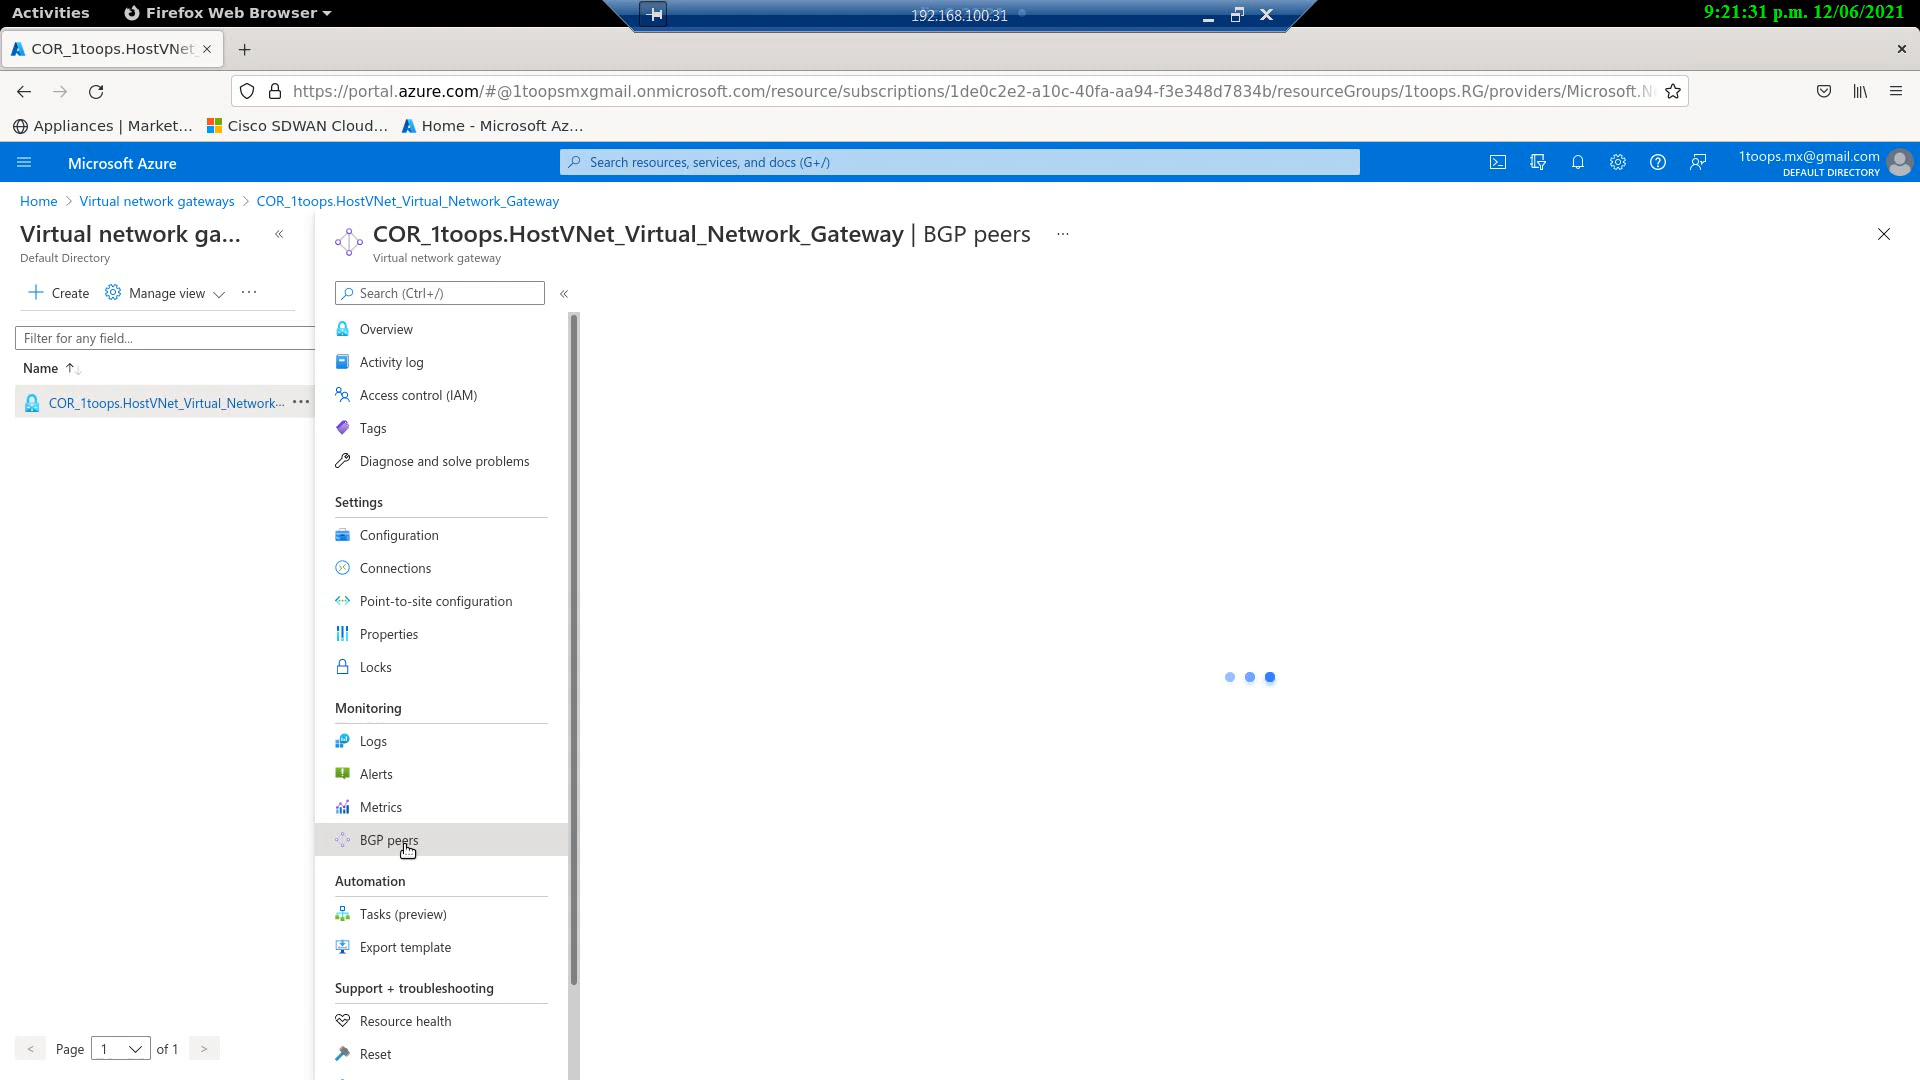 Activities
Firefox Web Browser
192.168.100.31
9:21:31 p.m. 12/06/2021
COR_1toops.HostVNet_
https://portal.azure.com/#@1toopsmxgmail.onmicrosoft.com/resource/subscriptions/1de0c2e2-a10c-40fa-aa94-f3e348d7834b/resourceGroups/1toops.RG/providers/Microsoft.N
Appliances | Market...
Cisco SDWAN Cloud...
Home - Microsoft Az...
Microsoft Azure
Search resources, services, and docs (G+/)
1toops.mx@gmail.com
DEFAULT DIRECTORY
Home > Virtual network gateways > COR_1toops.HostVNet_Virtual_Network_Gateway
Virtual network ga...
«
Default Directory
+ Create
Manage view
...
Filter for any field...
Name ↑↓
COR_1toops.HostVNet_Virtual_Network... ...
< Page 1 of 1 >
COR_1toops.HostVNet_Virtual_Network_Gateway | BGP peers ...
Virtual network gateway
Search (Ctrl+/)
«
Overview
Activity log
Access control (IAM)
Tags
Diagnose and solve problems
Settings
Configuration
Connections
Point-to-site configuration
Properties
Locks
Monitoring
Logs
Alerts
Metrics
BGP peers
Automation
Tasks (preview)
Export template
Support + troubleshooting
Resource health
Reset